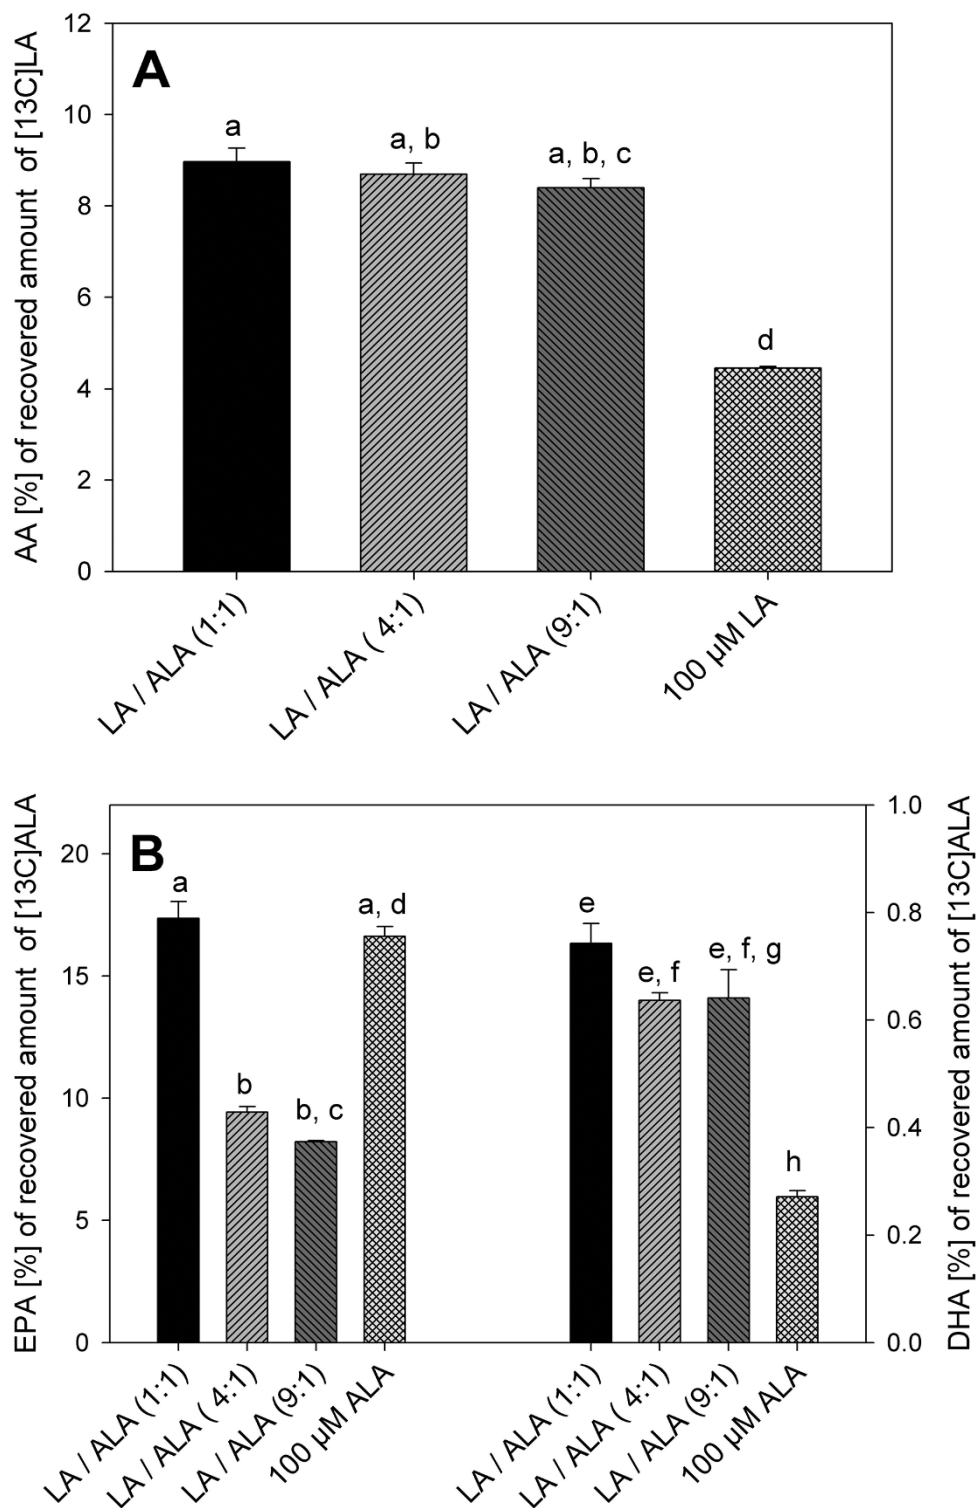 AA [%] of recovered amount of [13C]LA
12
10
8
6
4
2
0
A
a
a, b
a, b, c
d
LA / ALA (1:1)
LA / ALA ( 4:1)
LA / ALA (9:1)
100 µM LA
EPA [%] of recovered amount of [13C]ALA
20
15
10
5
0
B
a
b
b, c
a, d
e
e, f
e, f, g
h
1.0
0.8
0.6
0.4
0.2
0.0
DHA [%] of recovered amount of [13C]ALA
LA / ALA (1:1)
LA / ALA ( 4:1)
LA / ALA (9:1)
100 µM ALA
LA / ALA (1:1)
LA / ALA ( 4:1)
LA / ALA (9:1)
100 µM ALA